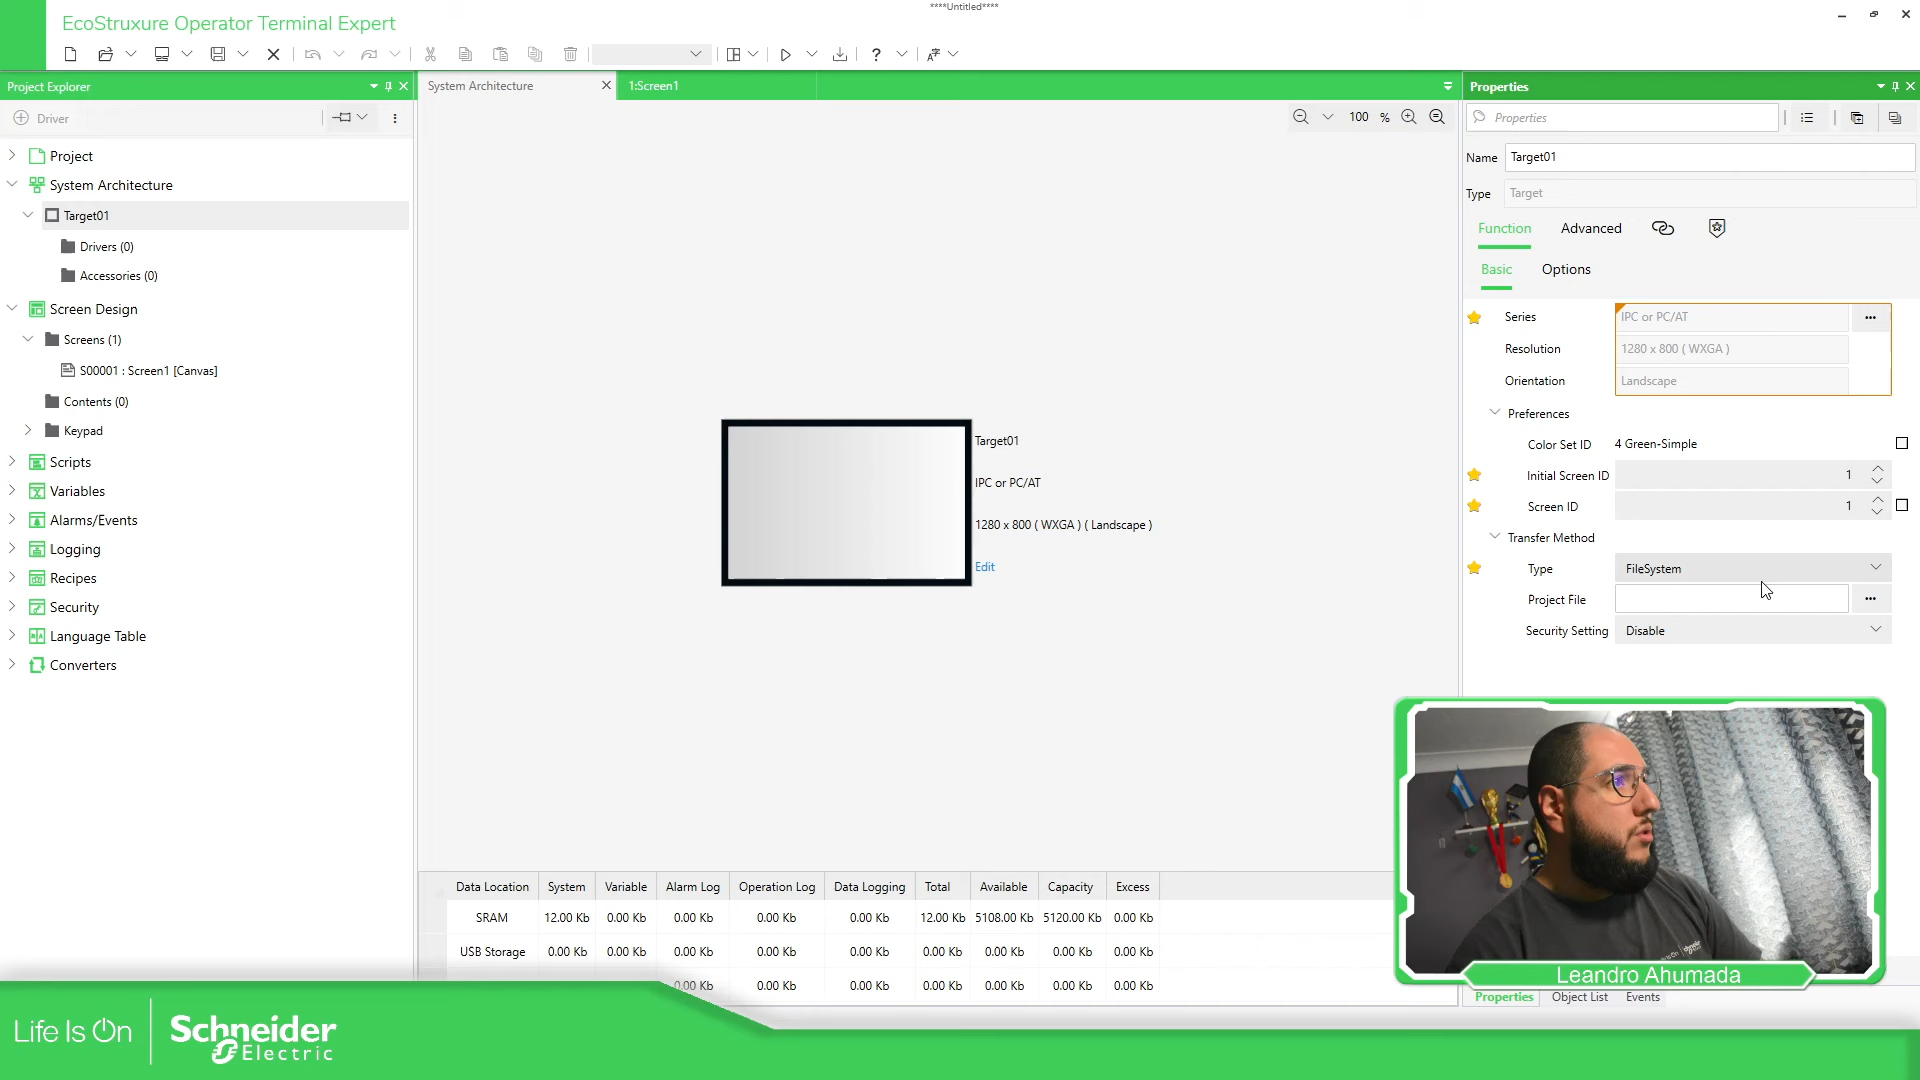 ****Untitled****
EcoStruxure Operator Terminal Expert
Project Explorer
Driver
Project
System Architecture
Target01
Drivers (0)
Accessories (0)
Screen Design
Screens (1)
S00001 : Screen1 [Canvas]
Contents (0)
Keypad
Scripts
Variables
Alarms/Events
Logging
Recipes
Security
Language Table
Converters
System Architecture
1:Screen1
100 %
Target01
IPC or PC/AT
1280 x 800 ( WXGA ) ( Landscape )
Edit
Data Location System Variable Alarm Log Operation Log Data Logging Total Available Capacity Excess
SRAM 12.00 Kb 0.00 Kb 0.00 Kb 0.00 Kb 0.00 Kb 12.00 Kb 5108.00 Kb 5120.00 Kb 0.00 Kb
USB Storage 0.00 Kb 0.00 Kb 0.00 Kb 0.00 Kb 0.00 Kb 0.00 Kb 0.00 Kb 0.00 Kb 0.00 Kb
0.00 Kb 0.00 Kb 0.00 Kb 0.00 Kb 0.00 Kb 0.00 Kb 0.00 Kb
Properties
Properties
Name Target01
Type Target
Function Advanced
Basic Options
Series IPC or PC/AT ...
Resolution 1280 x 800 ( WXGA )
Orientation Landscape
Preferences
Color Set ID 4 Green-Simple
Initial Screen ID 1
Screen ID 1
Transfer Method
Type FileSystem
Project File ...
Security Setting Disable
Leandro Ahumada
Properties Object List Events
Life Is On
Schneider
Electric